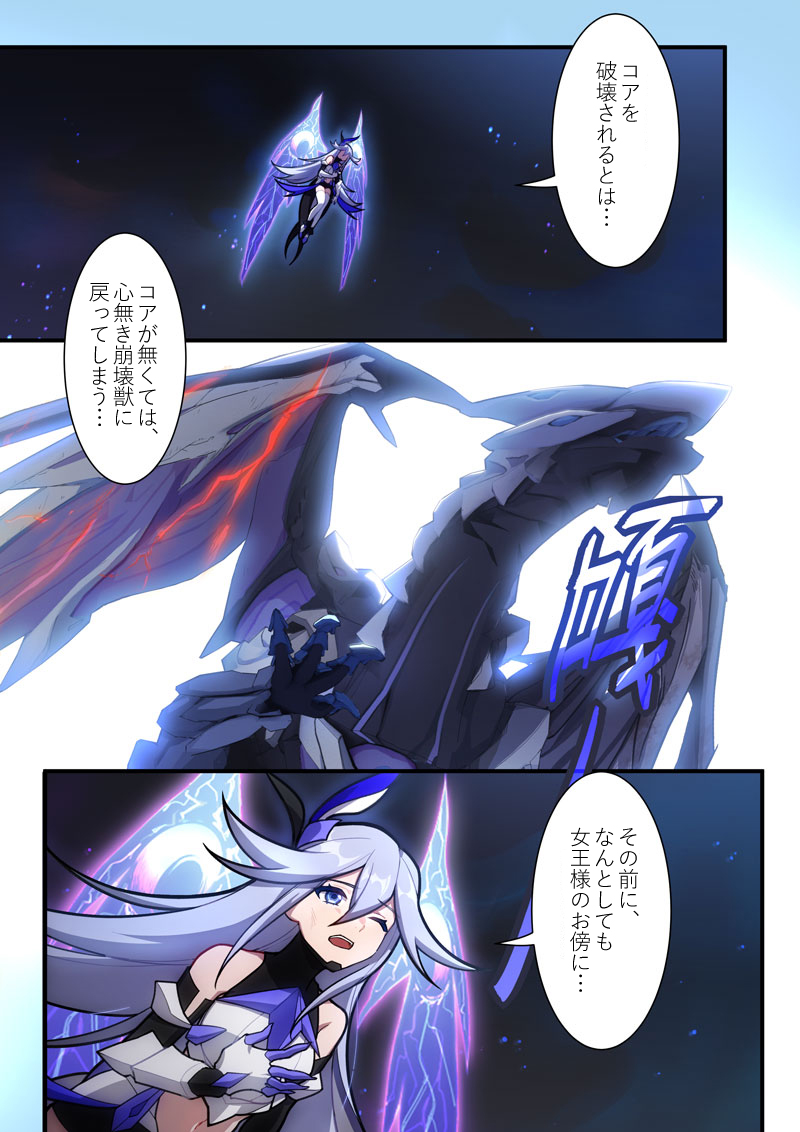 コアを
破壊されるとは…
コアが無くては、
心無き崩壊獣に
戻ってしまう…
その前に、
なんとしても
女王様のお傍に…